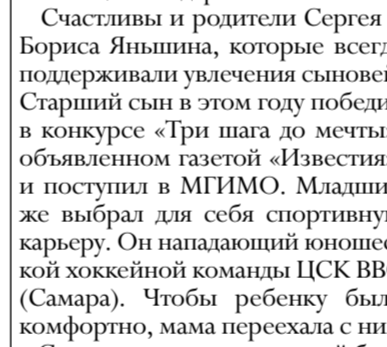 Счастливы и родители Сергея
Бориса Яньшина, которые всегд
поддерживали увлечения сыновей
Старший сын в этом году победи
в конкурсе «Три шага до мечты
объявленном газетой «Известия
и поступил в МГИМО. Младши
же выбрал для себя спортивну
карьеру. Он нападающий юношес
кой хоккейной команды ЦСК ВВ
(Самара). Чтобы ребенку был
комфортно, мама переехала с ни